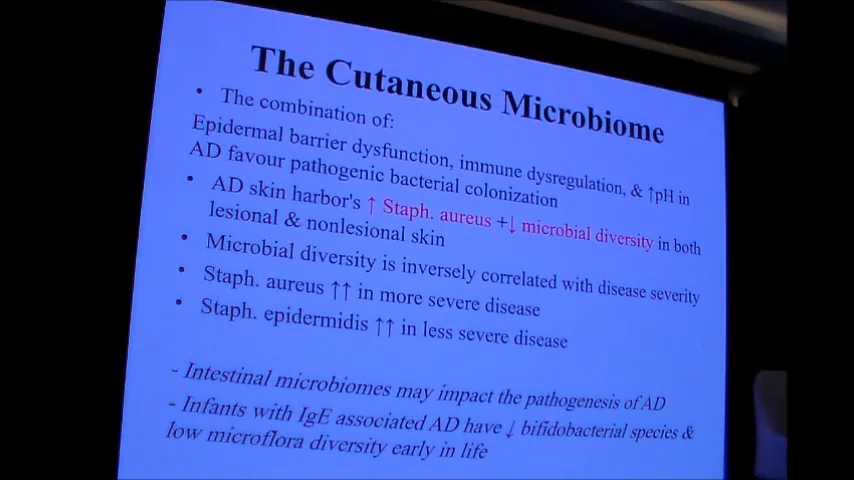 The Cutaneous Microbiome
• The combination of:
Epidermal barrier dysfunction, immune dysregulation, & ↑pH in
AD favour pathogenic bacterial colonization
• AD skin harbor's ↑ Staph. aureus +↓ microbial diversity in both
lesional & nonlesional skin
• Microbial diversity is inversely correlated with disease severity
• Staph. aureus ↑↑ in more severe disease
• Staph. epidermidis ↑↑ in less severe disease
- Intestinal microbiomes may impact the pathogenesis of AD
- Infants with IgE associated AD have ↓ bifidobacterial species &
low microflora diversity early in life